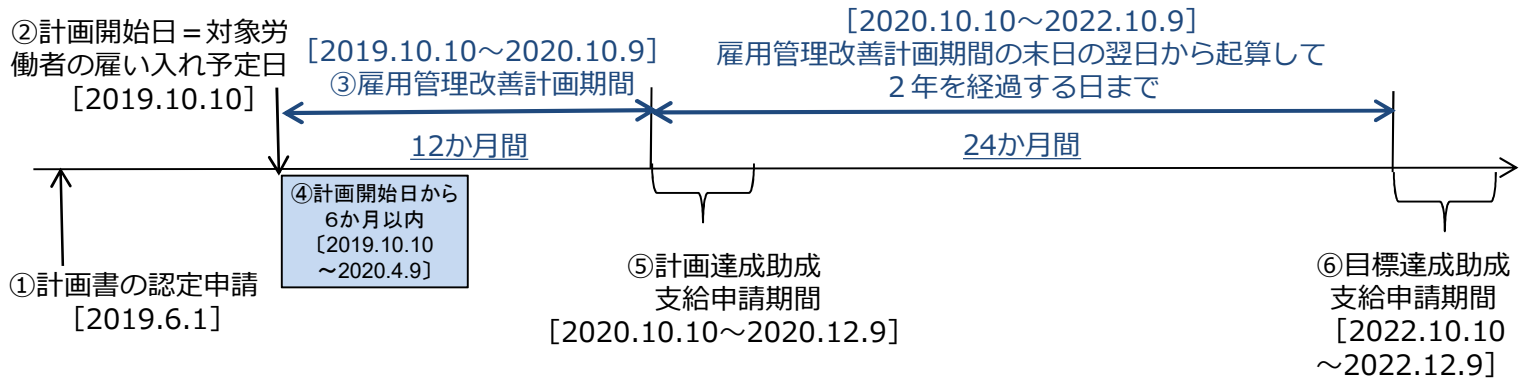 ②計画開始日=対象労
働者の雇い入れ予定日
［2019.10.10］
［2019.10.10～2020.10.9］
③雇用管理改善計画期間
［2020.10.10～2022.10.9］
雇用管理改善計画期間の末日の翌日から起算して
２年を経過する日まで
12か月間
24か月間
④計画開始日から
6か月以内
〔2019.10.10
～2020.4.9〕
①計画書の認定申請
［2019.6.1］
⑤計画達成助成
支給申請期間
［2020.10.10～2020.12.9］
⑥目標達成助成
支給申請期間
［2022.10.10
～2022.12.9］